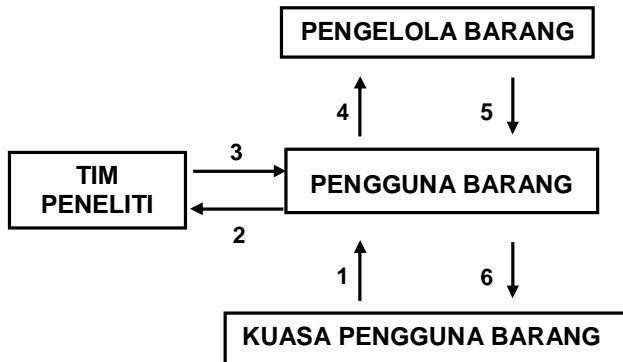 PENGELOLA BARANG
4
5
TIM
PENELITI
3
2
PENGGUNA BARANG
1
6
KUASA PENGGUNA BARANG